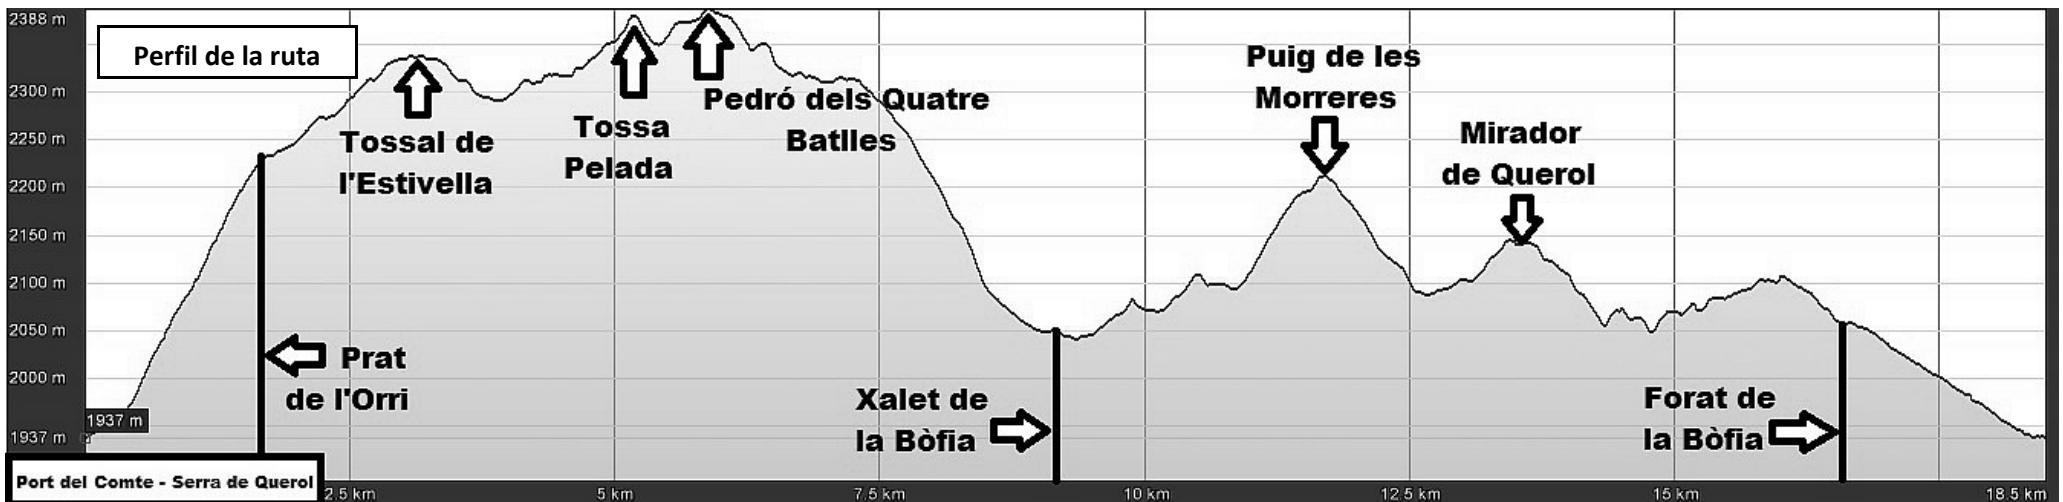 2388 m
Perfil de la ruta
2300 m
2250 m
2200 m
2150 m
2100 m
2050 m
2000 m
1937 m
1937 m
Tossal de
l'Estivella
Tossa
Pelada
Pedró dels Quatre
Batlles
Puig de les
Morreres
Mirador
de Querol
Prat
de l'Orri
Xalet de
la Bòfia
Forat de
la Bòfia
Port del Comte - Serra de Querol
2.5 km
5 km
7.5 km
10 km
12.5 km
15 km
18.5 km